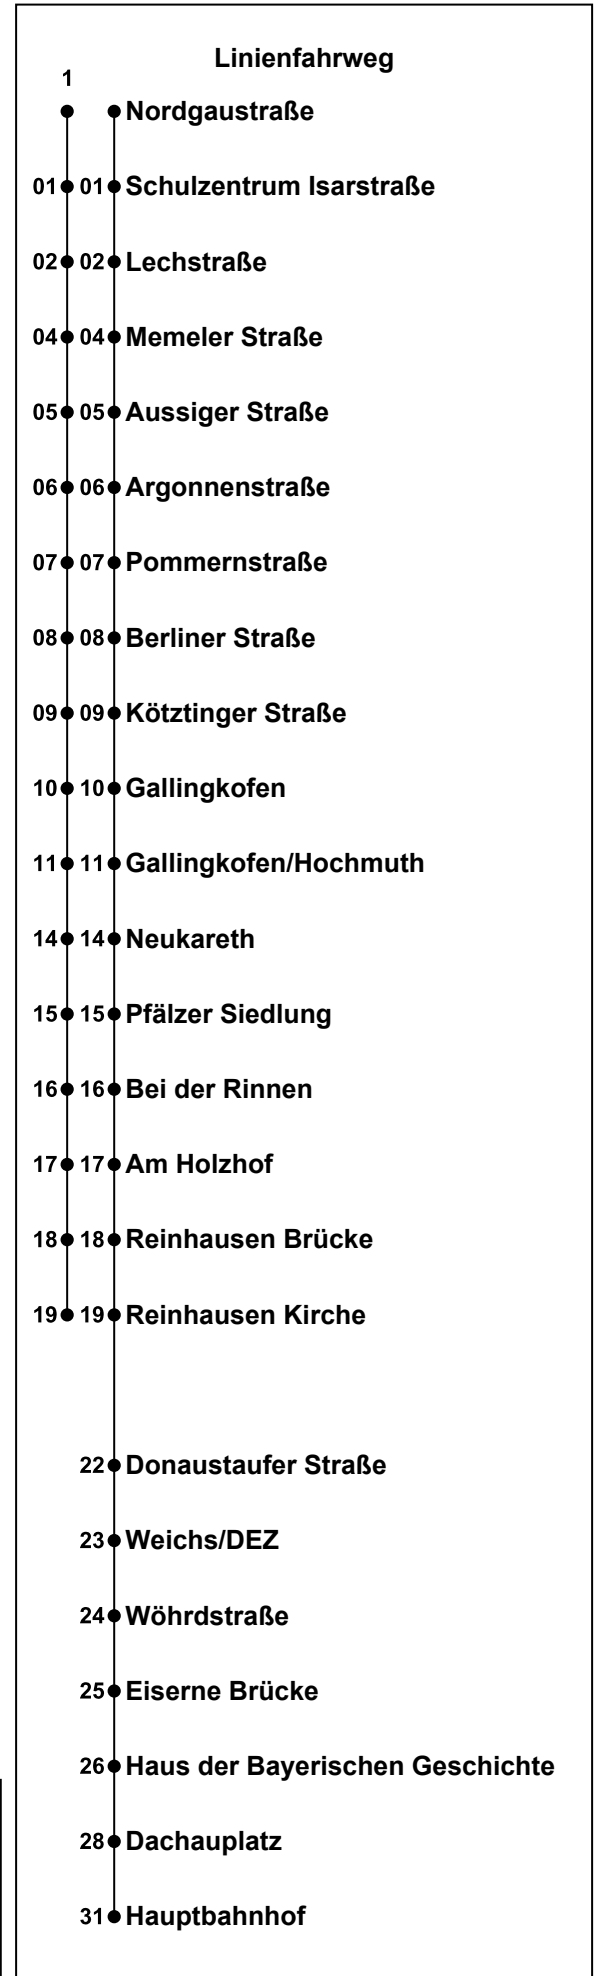 Linienfahrweg
1
Nordgaustraße
01 01 Schulzentrum Isarstraße
02 02 Lechstraße
04 04 Memeler Straße
05 05 Aussiger Straße
06 06 Argonnenstraße
07 07 Pommernstraße
08 08 Berliner Straße
09 09 Kötztinger Straße
10 10 Gallingkofen
11 11 Gallingkofen/Hochmuth
14 14 Neukareth
15 15 Pfälzer Siedlung
16 16 Bei der Rinnen
17 17 Am Holzhof
18 18 Reinhausen Brücke
19 19 Reinhausen Kirche
22 Donaustaufer Straße
23 Weichs/DEZ
24 Wöhrdstraße
25 Eiserne Brücke
26 Haus der Bayerischen Geschichte
28 Dachauplatz
31 Hauptbahnhof